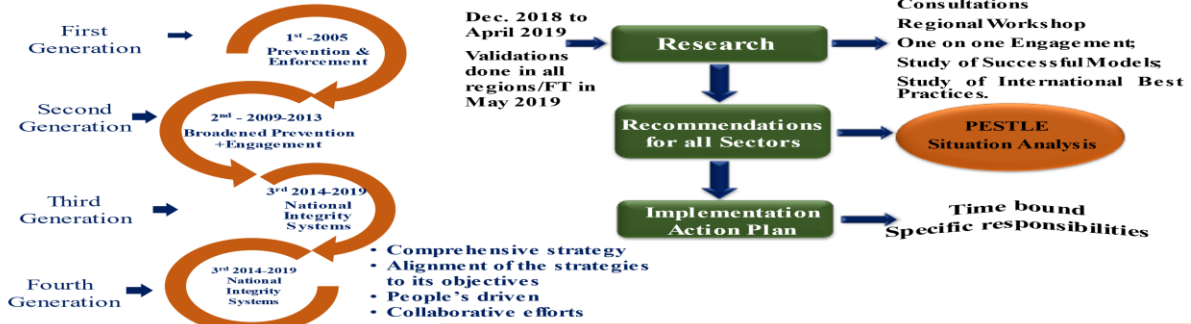 First
Generation
1st -2005
Prevention &
Enforcement
Second
Generation
2nd - 2009-2013
Broadened Prevention
+Engagement
Third
Generation
3rd 2014-2019
National
Integrity
Systems
Fourth
Generation
3rd 2014-2019
National
Integrity
Systems
• Comprehensive strategy
• Alignment of the strategies
to its objectives
• People's driven
• Collaborative efforts
Dec. 2018 to
April 2019
Validations
done in all
regions/FT in
May 2019
Research
Consultations
Regional Workshop
One on one Engagement;
Study of Successful Models;
Study of International Best
Practices.
Recommendations
for all Sectors
PESTLE
Situation Analysis
Implementation
Action Plan
Time bound
Specific responsibilities